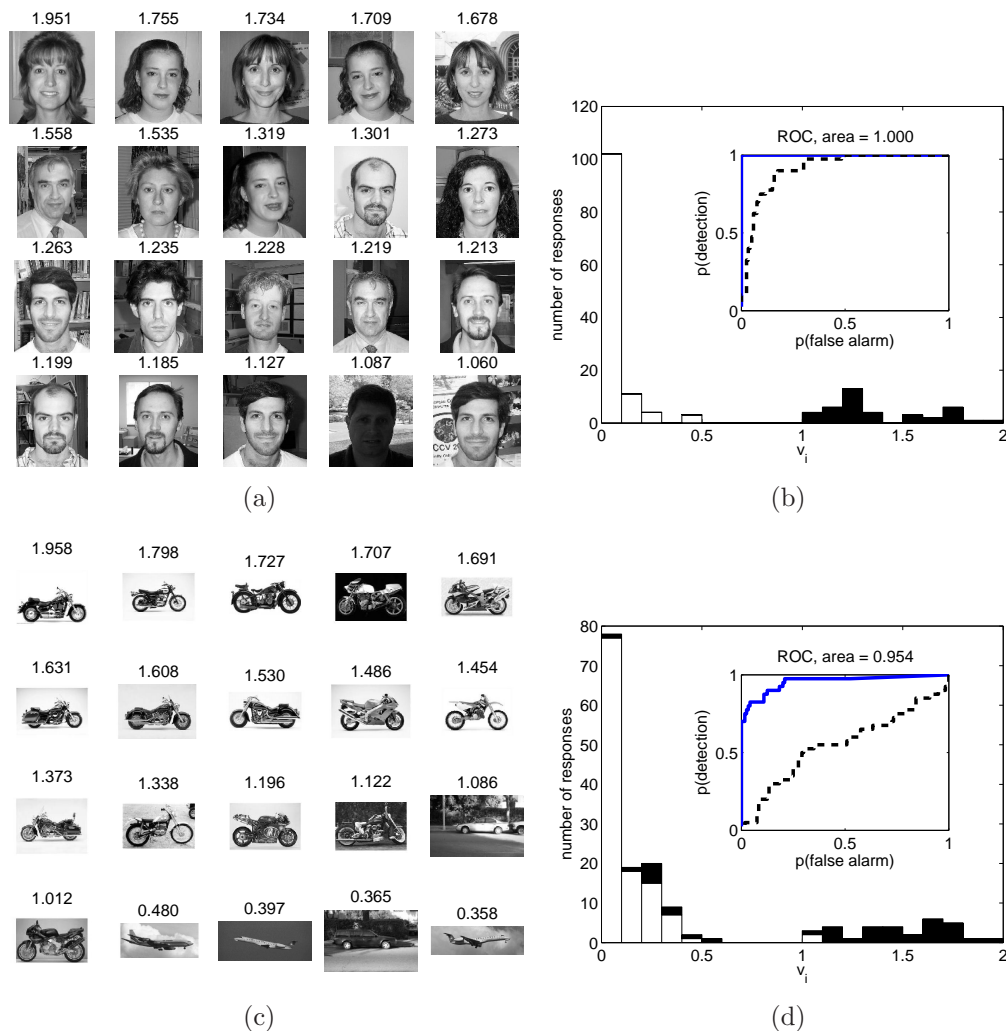 1.951 1.755 1.734 1.709 1.678
1.558 1.535 1.319 1.301 1.273
1.263 1.235 1.228 1.219 1.213
1.199 1.185 1.127 1.087 1.060
(a)
120
100
80
60
40
20
0
number of responses
0 0.5 1 1.5 2
v_i
ROC, area = 1.000
1
0.5
0
p(detection)
0 0.5 1
p(false alarm)
(b)
1.958 1.798 1.727 1.707 1.691
1.631 1.608 1.530 1.486 1.454
1.373 1.338 1.196 1.122 1.086
1.012 0.480 0.397 0.365 0.358
(c)
80
70
60
50
40
30
20
10
0
number of responses
0 0.5 1 1.5 2
v_i
ROC, area = 0.954
1
0.5
0
p(detection)
0 0.5 1
p(false alarm)
(d)